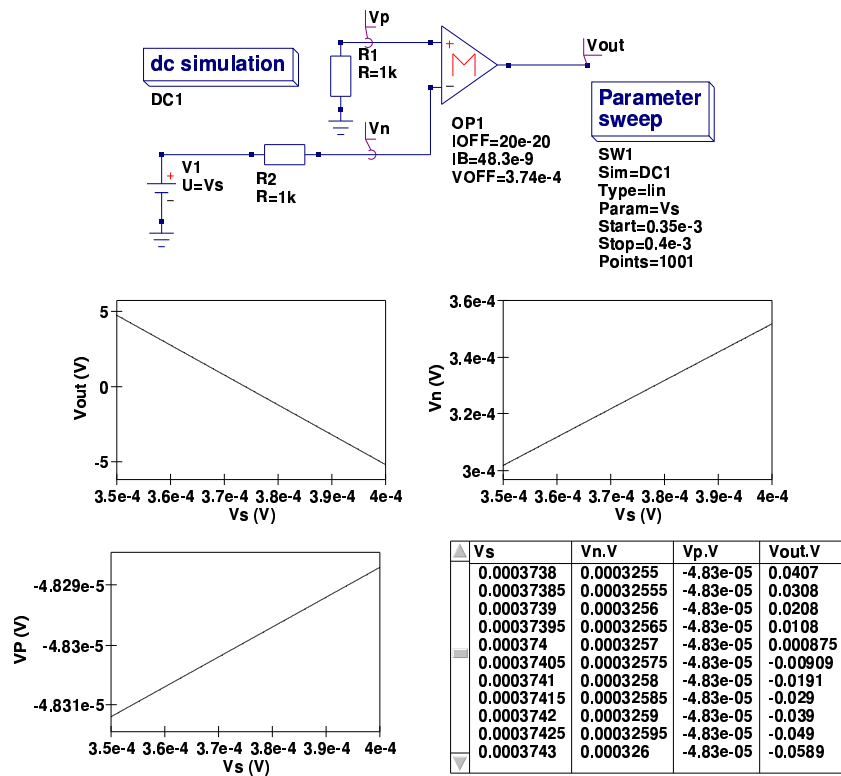 Vp
Vout
dc simulation
DC1
R1
R=1k
+
−
Vn
OP1
IOFF=20e-20
IB=48.3e-9
VOFF=3.74e-4
Parameter
sweep
SW1
Sim=DC1
Type=lin
Param=Vs
Start=0.35e-3
Stop=0.4e-3
Points=1001
+
−
V1
U=Vs
R2
R=1k
Vout (V)
5
0
-5
3.5e-4 3.6e-4 3.7e-4 3.8e-4 3.9e-4 4e-4
Vs (V)
Vn (V)
3.6e-4
3.4e-4
3.2e-4
3e-4
3.5e-4 3.6e-4 3.7e-4 3.8e-4 3.9e-4 4e-4
Vs (V)
VP (V)
-4.829e-5
-4.83e-5
-4.831e-5
3.5e-4 3.6e-4 3.7e-4 3.8e-4 3.9e-4 4e-4
Vs (V)
Vs Vn.V Vp.V Vout.V
0.0003738 0.0003255 -4.83e-05 0.0407
0.00037385 0.00032555 -4.83e-05 0.0308
0.0003739 0.0003256 -4.83e-05 0.0208
0.00037395 0.00032565 -4.83e-05 0.0108
0.000374 0.0003257 -4.83e-05 0.000875
0.00037405 0.00032575 -4.83e-05 -0.00909
0.0003741 0.0003258 -4.83e-05 -0.0191
0.00037415 0.00032585 -4.83e-05 -0.029
0.0003742 0.0003259 -4.83e-05 -0.039
0.00037425 0.00032595 -4.83e-05 -0.049
0.0003743 0.000326 -4.83e-05 -0.0589